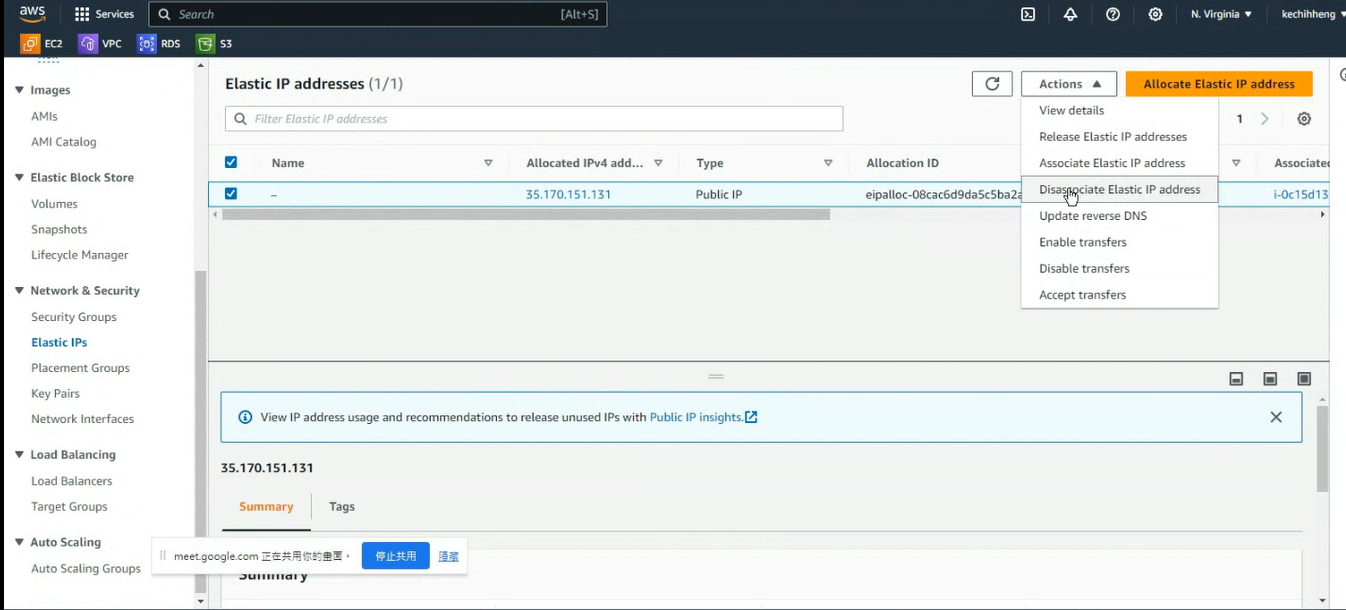 aws Services Search [Alt+S] N. Virginia kechihheng
EC2 VPC RDS S3
Images
AMIs
AMI Catalog
Elastic Block Store
Volumes
Snapshots
Lifecycle Manager
Network & Security
Security Groups
Elastic IPs
Placement Groups
Key Pairs
Network Interfaces
Load Balancing
Load Balancers
Target Groups
Auto Scaling
Auto Scaling Groups
Elastic IP addresses (1/1) Actions Allocate Elastic IP address
Filter Elastic IP addresses 1
Name Allocated IPv4 add... Type Allocation ID Associated
– 35.170.151.131 Public IP eipalloc-08cac6d9da5c5ba2a i-0c15d13
View details
Release Elastic IP addresses
Associate Elastic IP address
Disassociate Elastic IP address
Update reverse DNS
Enable transfers
Disable transfers
Accept transfers
View IP address usage and recommendations to release unused IPs with Public IP insights.
35.170.151.131
Summary Tags
meet.google.com 正在共用你的畫面。 停止共用 隱藏
Summary